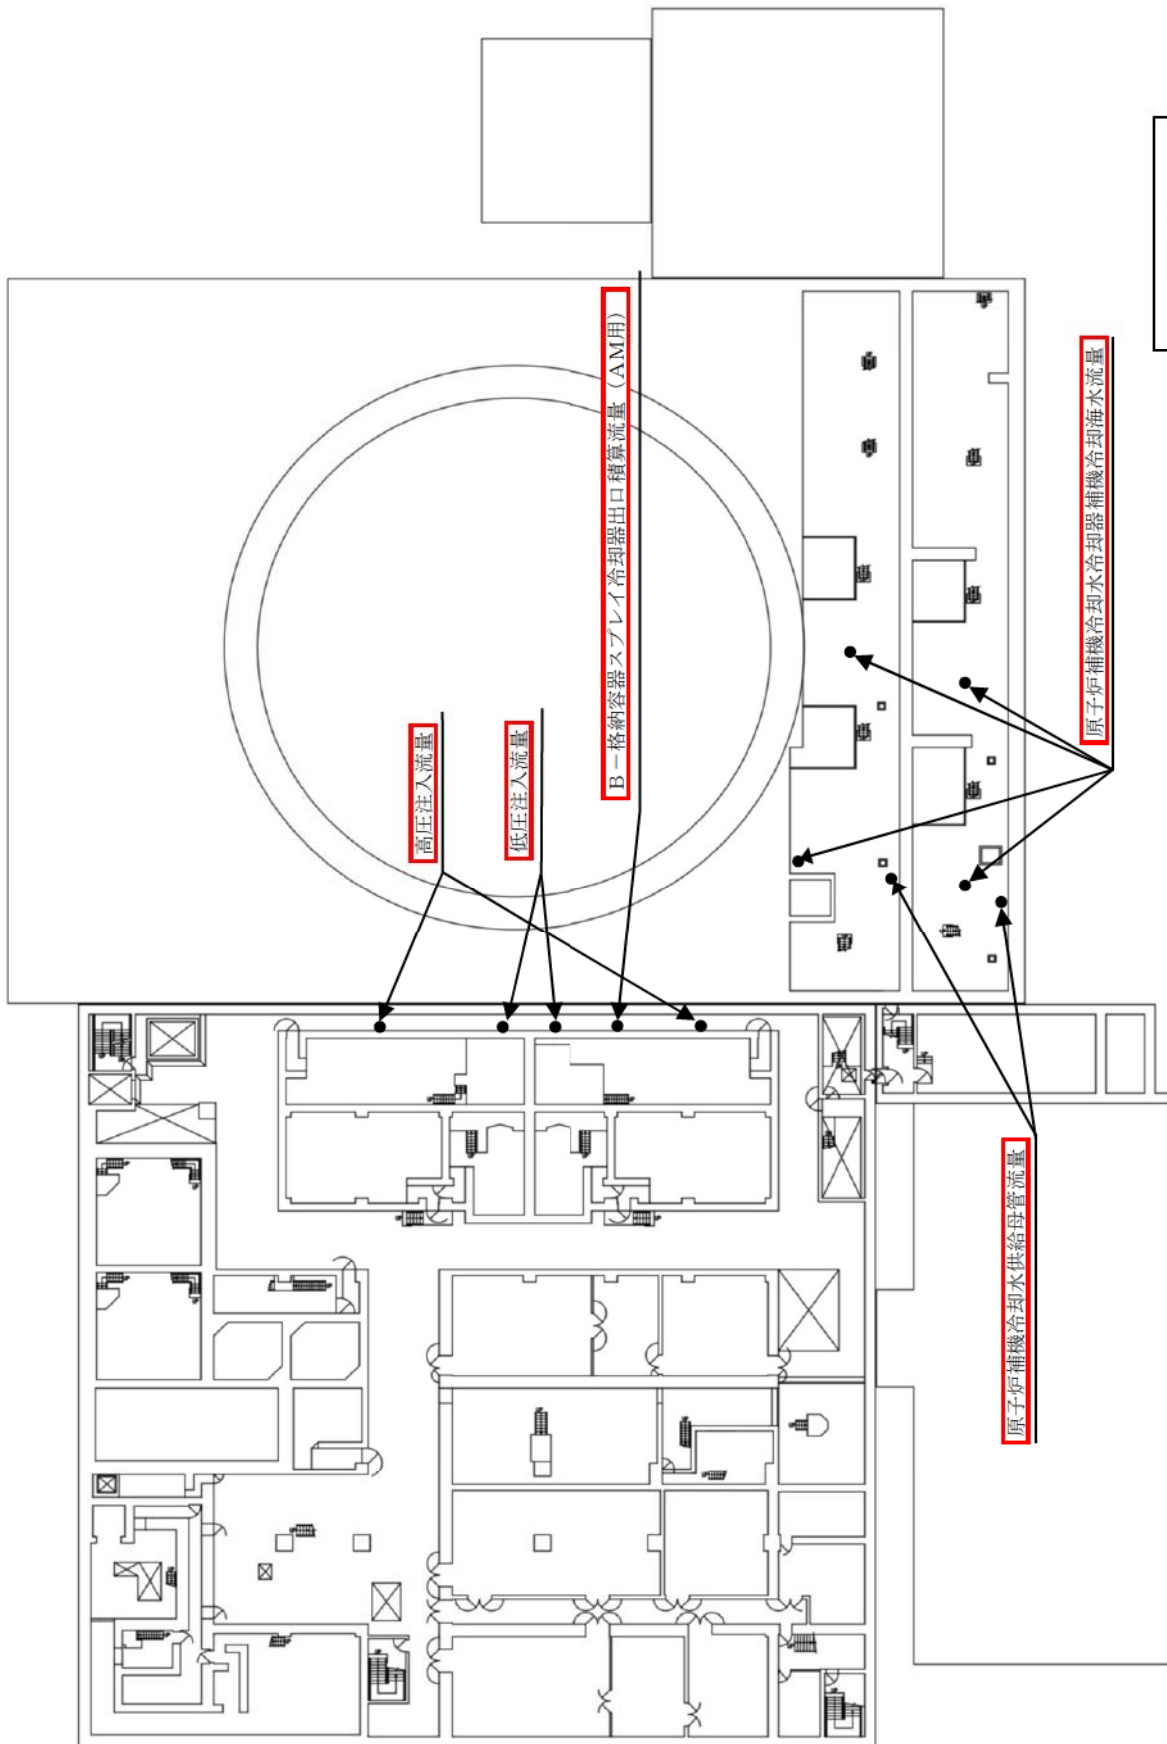 高圧注入流量
低圧注入流量
B－格納容器スプレイ冷却器出口積算流量（AM用）
原子炉補機冷却水冷却器補機冷却海水流量
原子炉補機冷却水供給母管流量